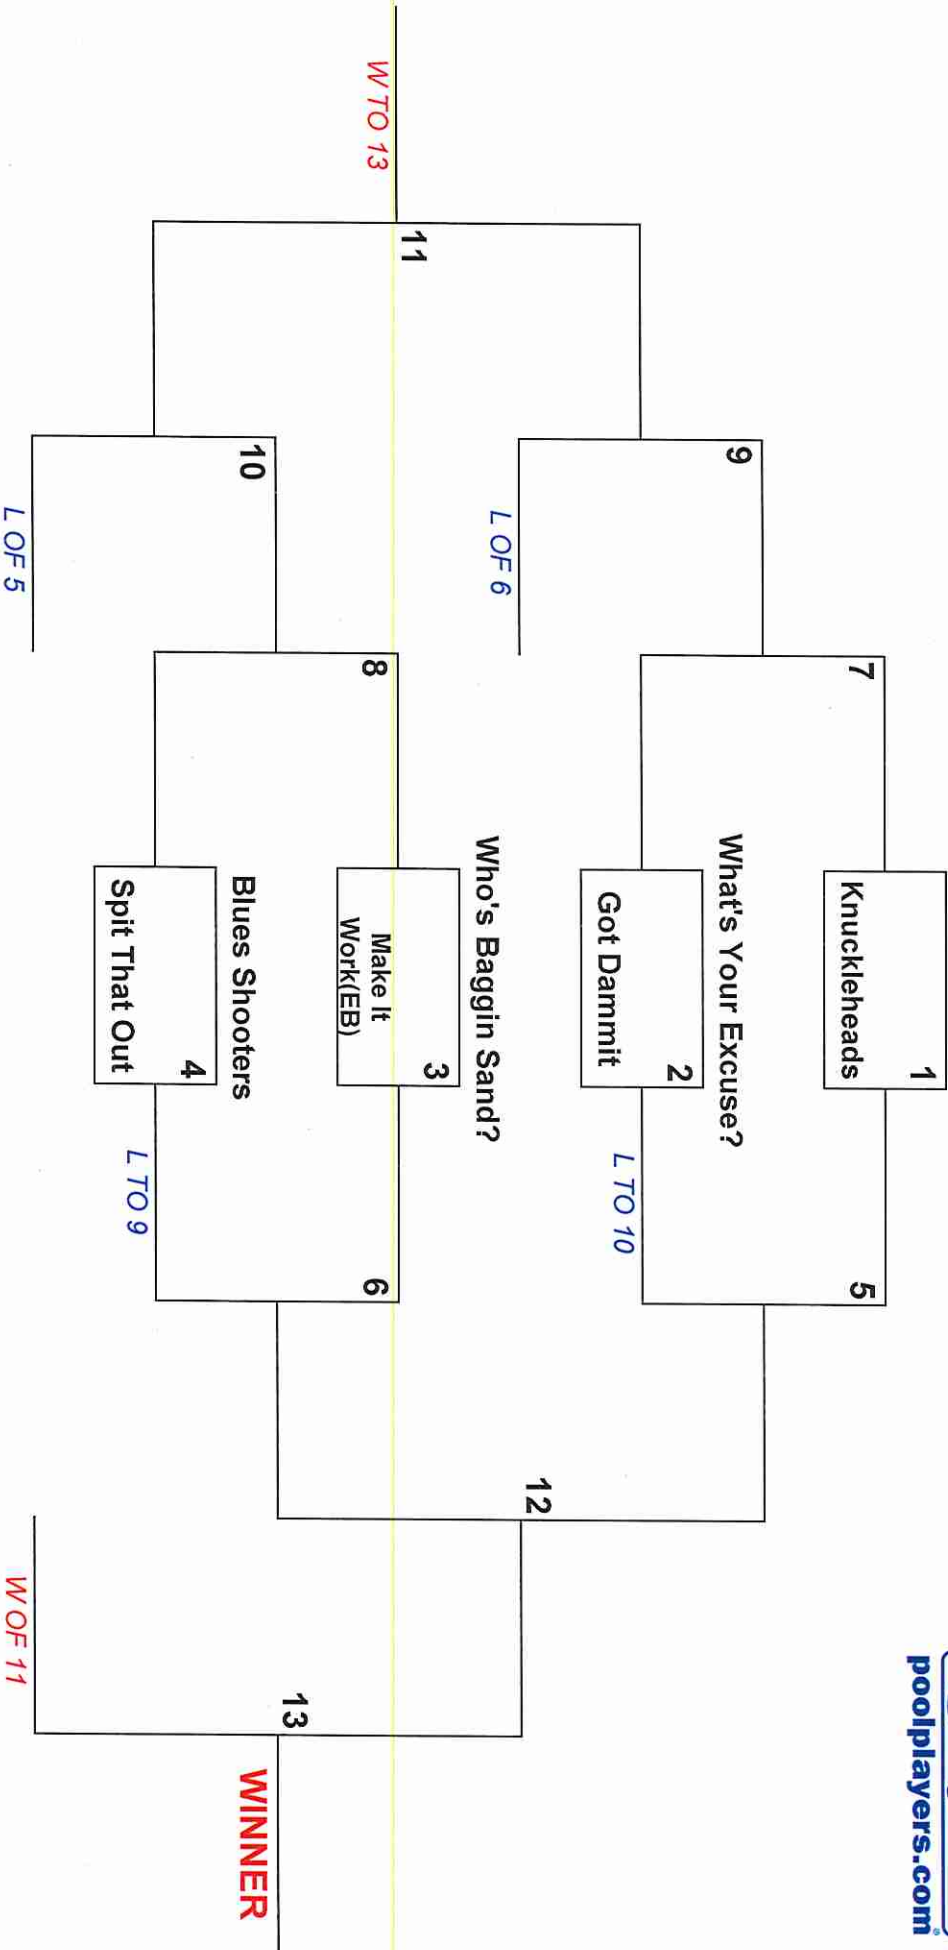 poolplayers.com®
1
Knuckleheads
What's Your Excuse?
2
Got Dammit
Who's Baggin Sand?
3
Make It
Work(EB)
Blues Shooters
4
Spit That Out
L TO 10
L TO 9
5
6
7
8
9
10
L OF 6
L OF 5
11
W TO 13
12
13
W OF 11
WINNER